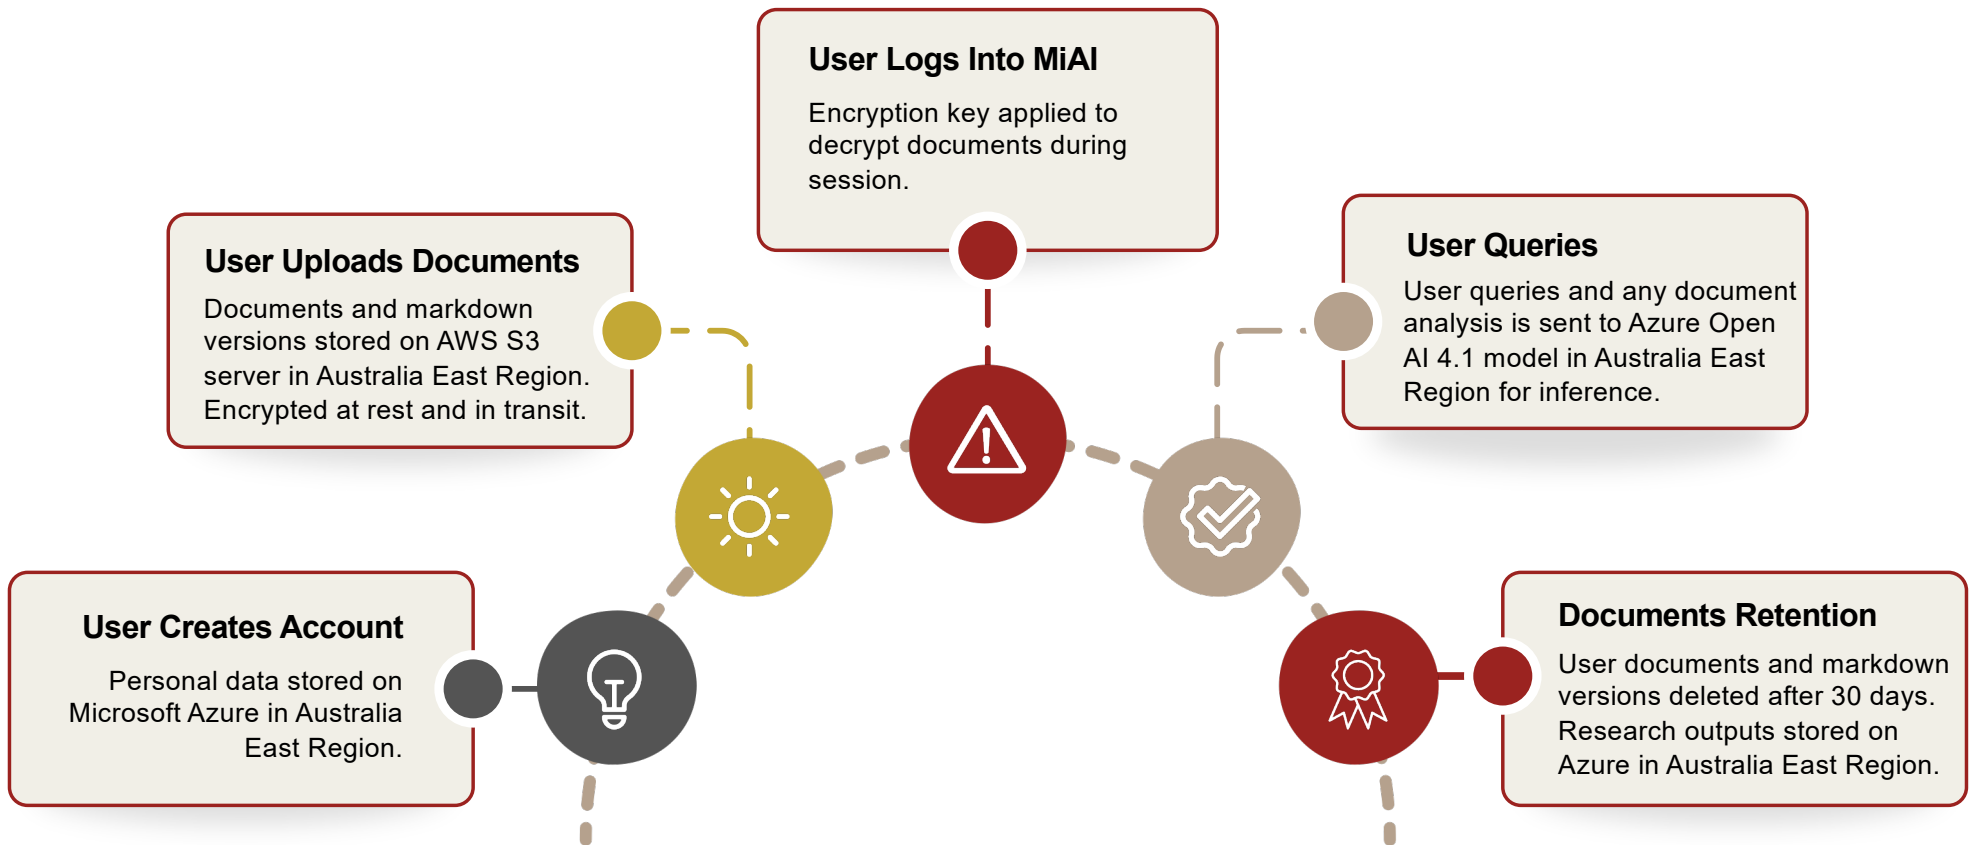 User Creates Account
Personal data stored on
Microsoft Azure in Australia
East Region.
User Uploads Documents
Documents and markdown
versions stored on AWS S3
server in Australia East Region.
Encrypted at rest and in transit.
User Logs Into MiAI
Encryption key applied to
decrypt documents during
session.
User Queries
User queries and any document
analysis is sent to Azure Open
AI 4.1 model in Australia East
Region for inference.
Documents Retention
User documents and markdown
versions deleted after 30 days.
Research outputs stored on
Azure in Australia East Region.